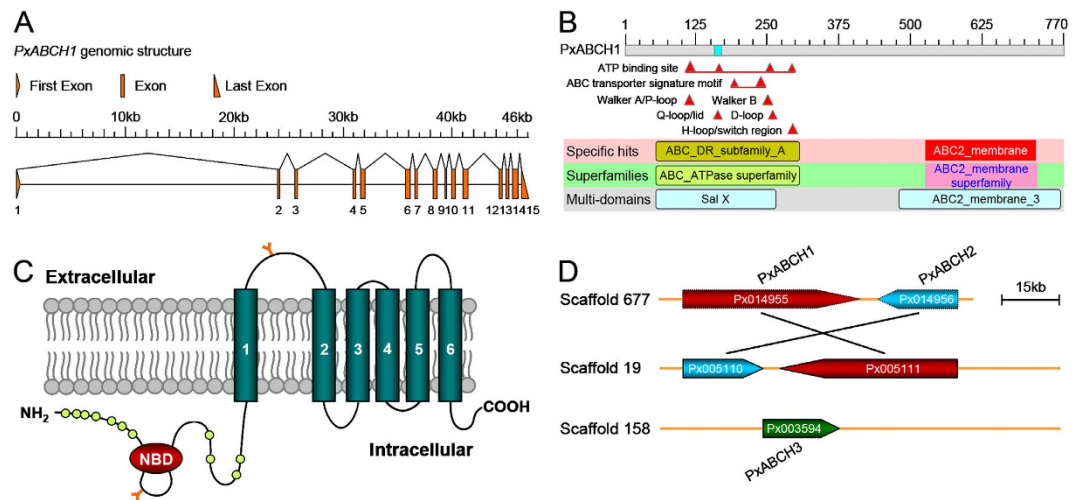 A
PxABCH1 genomic structure
First Exon Exon Last Exon
0 10kb 20kb 30kb 40kb 46kb
1 2 3 4 5 6 7 8 9 10 11 12 13 14 15
B
1 125 250 375 500 625 770
PxABCH1
ATP binding site
ABC transporter signature motif
Walker A/P-loop Walker B
Q-loop/lid D-loop
H-loop/switch region
Specific hits ABC_DR_subfamily_A ABC2_membrane
Superfamilies ABC_ATPase superfamily ABC2_membrane
superfamily
Multi-domains Sal X ABC2_membrane_3
C
Extracellular
1 2 3 4 5 6
NH2
COOH
NBD
Intracellular
D
PxABCH1 PxABCH2
Scaffold 677 Px014955 Px014956 15kb
Scaffold 19 Px005110 Px005111
Scaffold 158 Px003594
PxABCH3